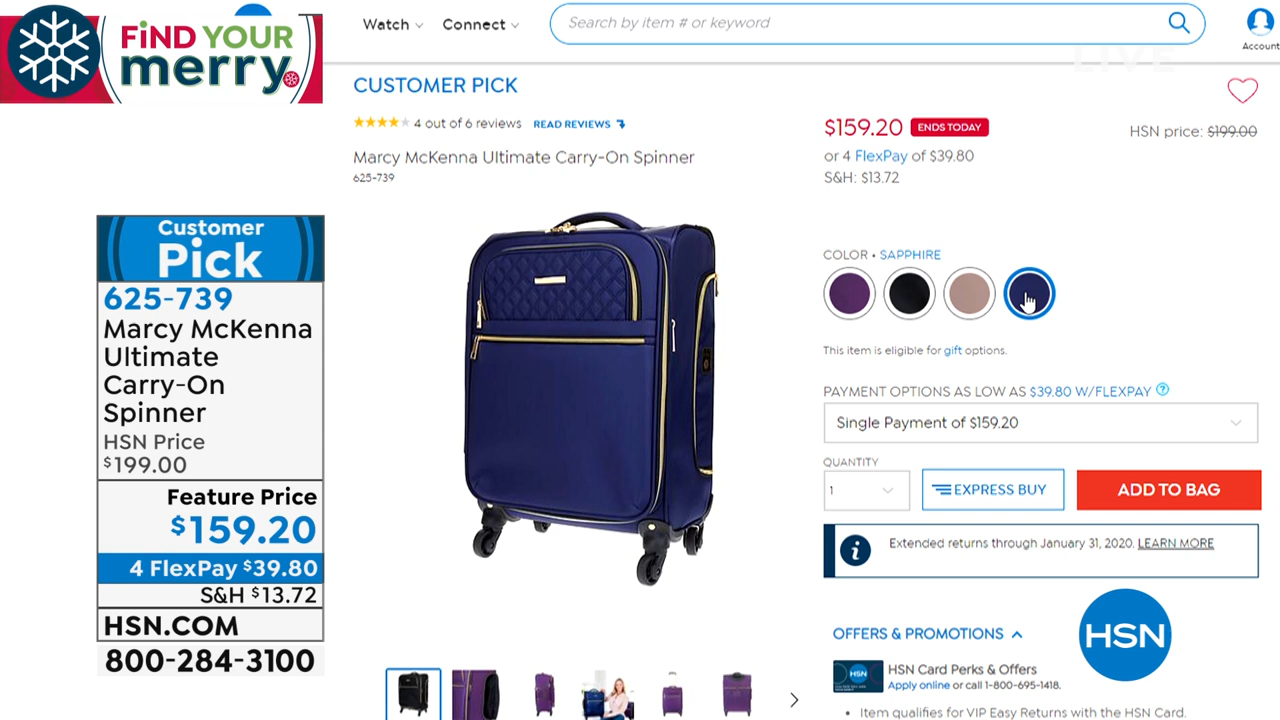 FiND YOUR
merry.
Watch
Connect
Search by item # or keyword
Account
LIVE
CUSTOMER PICK
4 out of 6 reviews READ REVIEWS
Marcy McKenna Ultimate Carry-On Spinner
625-739
$159.20 ENDS TODAY
HSN price: $199.00
or 4 FlexPay of $39.80
S&H: $13.72
Customer
Pick
625-739
Marcy McKenna
Ultimate
Carry-On
Spinner
HSN Price
$199.00
Feature Price
$159.20
4 FlexPay $39.80
S&H $13.72
HSN.COM
800-284-3100
COLOR • SAPPHIRE
This item is eligible for gift options.
PAYMENT OPTIONS AS LOW AS $39.80 W/FLEXPAY ?
Single Payment of $159.20
QUANTITY
1
EXPRESS BUY
ADD TO BAG
i
Extended returns through January 31, 2020. LEARN MORE
OFFERS & PROMOTIONS
HSN
HSN
HSN Card Perks & Offers
Apply online or call 1-800-695-1418.
• Item qualifies for VIP Easy Returns with the HSN Card.